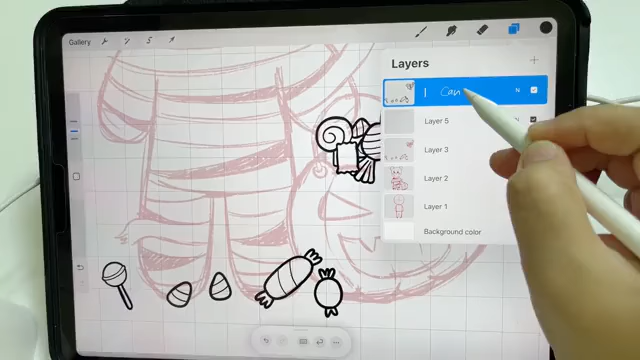 Gallery
Layers
Can
N
Layer 5
Layer 3
Layer 2
Layer 1
Background color